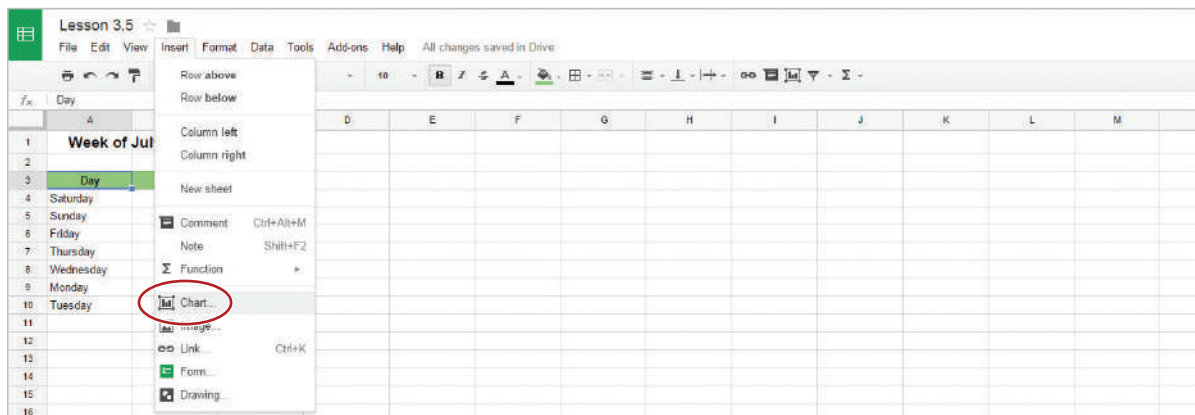 Lesson 3.5
File Edit View Insert Format Data Tools Add-ons Help All changes saved in Drive
10 B I S A Σ
fx Day
A D E F G H I J K L M
1 Week of July
2
3 Day
4 Saturday
5 Sunday
6 Friday
7 Thursday
8 Wednesday
9 Monday
10 Tuesday
11
12
13
14
15
16
Row above
Row below
Column left
Column right
New sheet
Comment Ctrl+Alt+M
Note Shift+F2
Σ Function
Chart...
Image...
Link... Ctrl+K
Form...
Drawing...